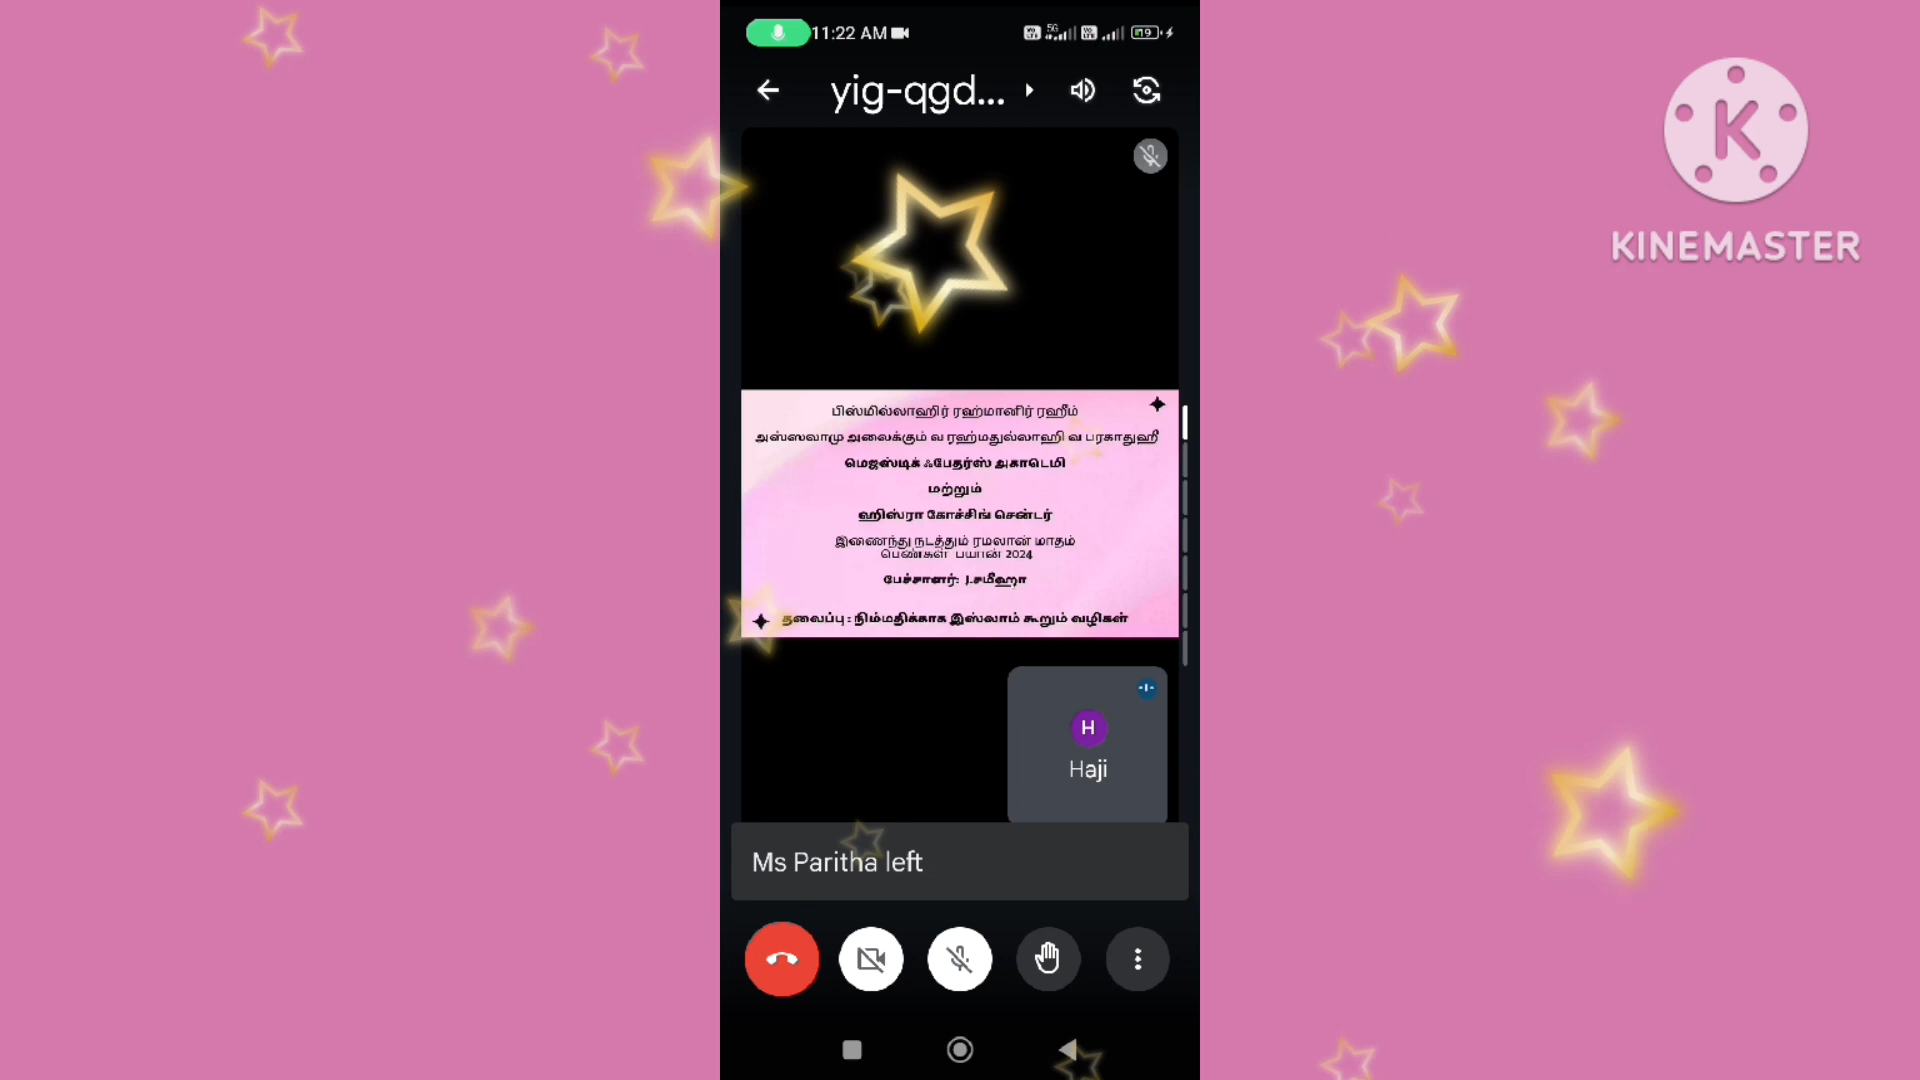 11:22 AM
5G
19
yig-qgd...
KINEMASTER
பிஸ்மில்லாஹிர் ரஹ்மானிர் ரஹீம்
அஸ்ஸலாமு அலைக்கும் வ ரஹ்மதுல்லாஹி வ பரகாதுஹீ
மெஜஸ்டிக் ஃபேதர்ஸ் அகாடெமி
மற்றும்
ஹிஸ்ரா கோச்சிங் சென்டர்
இணைந்து நடத்தும் ரமலான் மாதம்
பெண்கள் பயான் 2024
பேச்சாளர்: J.சமீஹா
தலைப்பு : நிம்மதிக்காக இஸ்லாம் கூறும் வழிகள்
H
Haji
Ms Paritha left